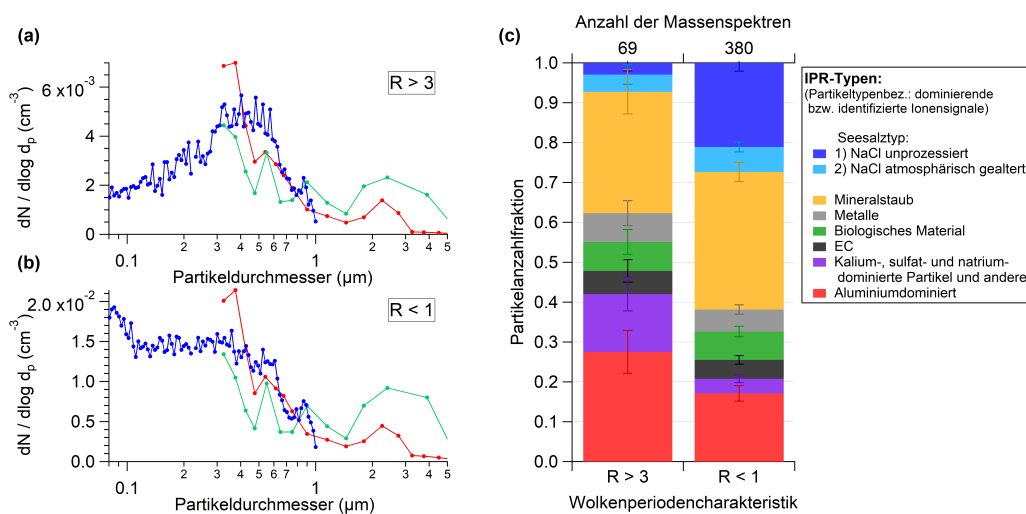 (a)
R > 3
6 ×10⁻³
4
2
0
dN / dlog dₚ (cm⁻³)
0.1
2
3
4
5
6
7
1
2
3
4
5
Partikeldurchmesser (µm)
(b)
R < 1
2.0 ×10⁻²
1.5
1.0
0.5
0.0
dN / dlog dₚ (cm⁻³)
0.1
2
3
4
5
6
7
1
2
3
4
5
Partikeldurchmesser (µm)
(c)
Anzahl der Massenspektren
69
380
1.0
0.9
0.8
0.7
0.6
0.5
0.4
0.3
0.2
0.1
0.0
Partikelanzahlfraktion
R > 3
R < 1
Wolkenperiodencharakteristik
IPR-Typen:
(Partikeltypenbez.: dominierende
bzw. identifizierte Ionensignale)
Seesalztyp:
1) NaCl unprozessiert
2) NaCl atmosphärisch gealtert
Mineralstaub
Metalle
Biologisches Material
EC
Kalium-, sulfat- und natrium-
dominierte Partikel und andere
Aluminiumdominiert